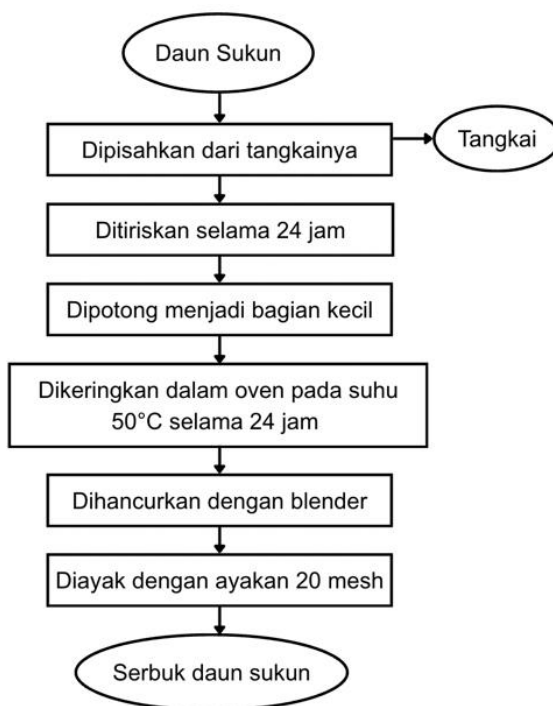 Daun Sukun
Dipisahkan dari tangkainya
Tangkai
Ditiriskan selama 24 jam
Dipotong menjadi bagian kecil
Dikeringkan dalam oven pada suhu
50°C selama 24 jam
Dihancurkan dengan blender
Diayak dengan ayakan 20 mesh
Serbuk daun sukun